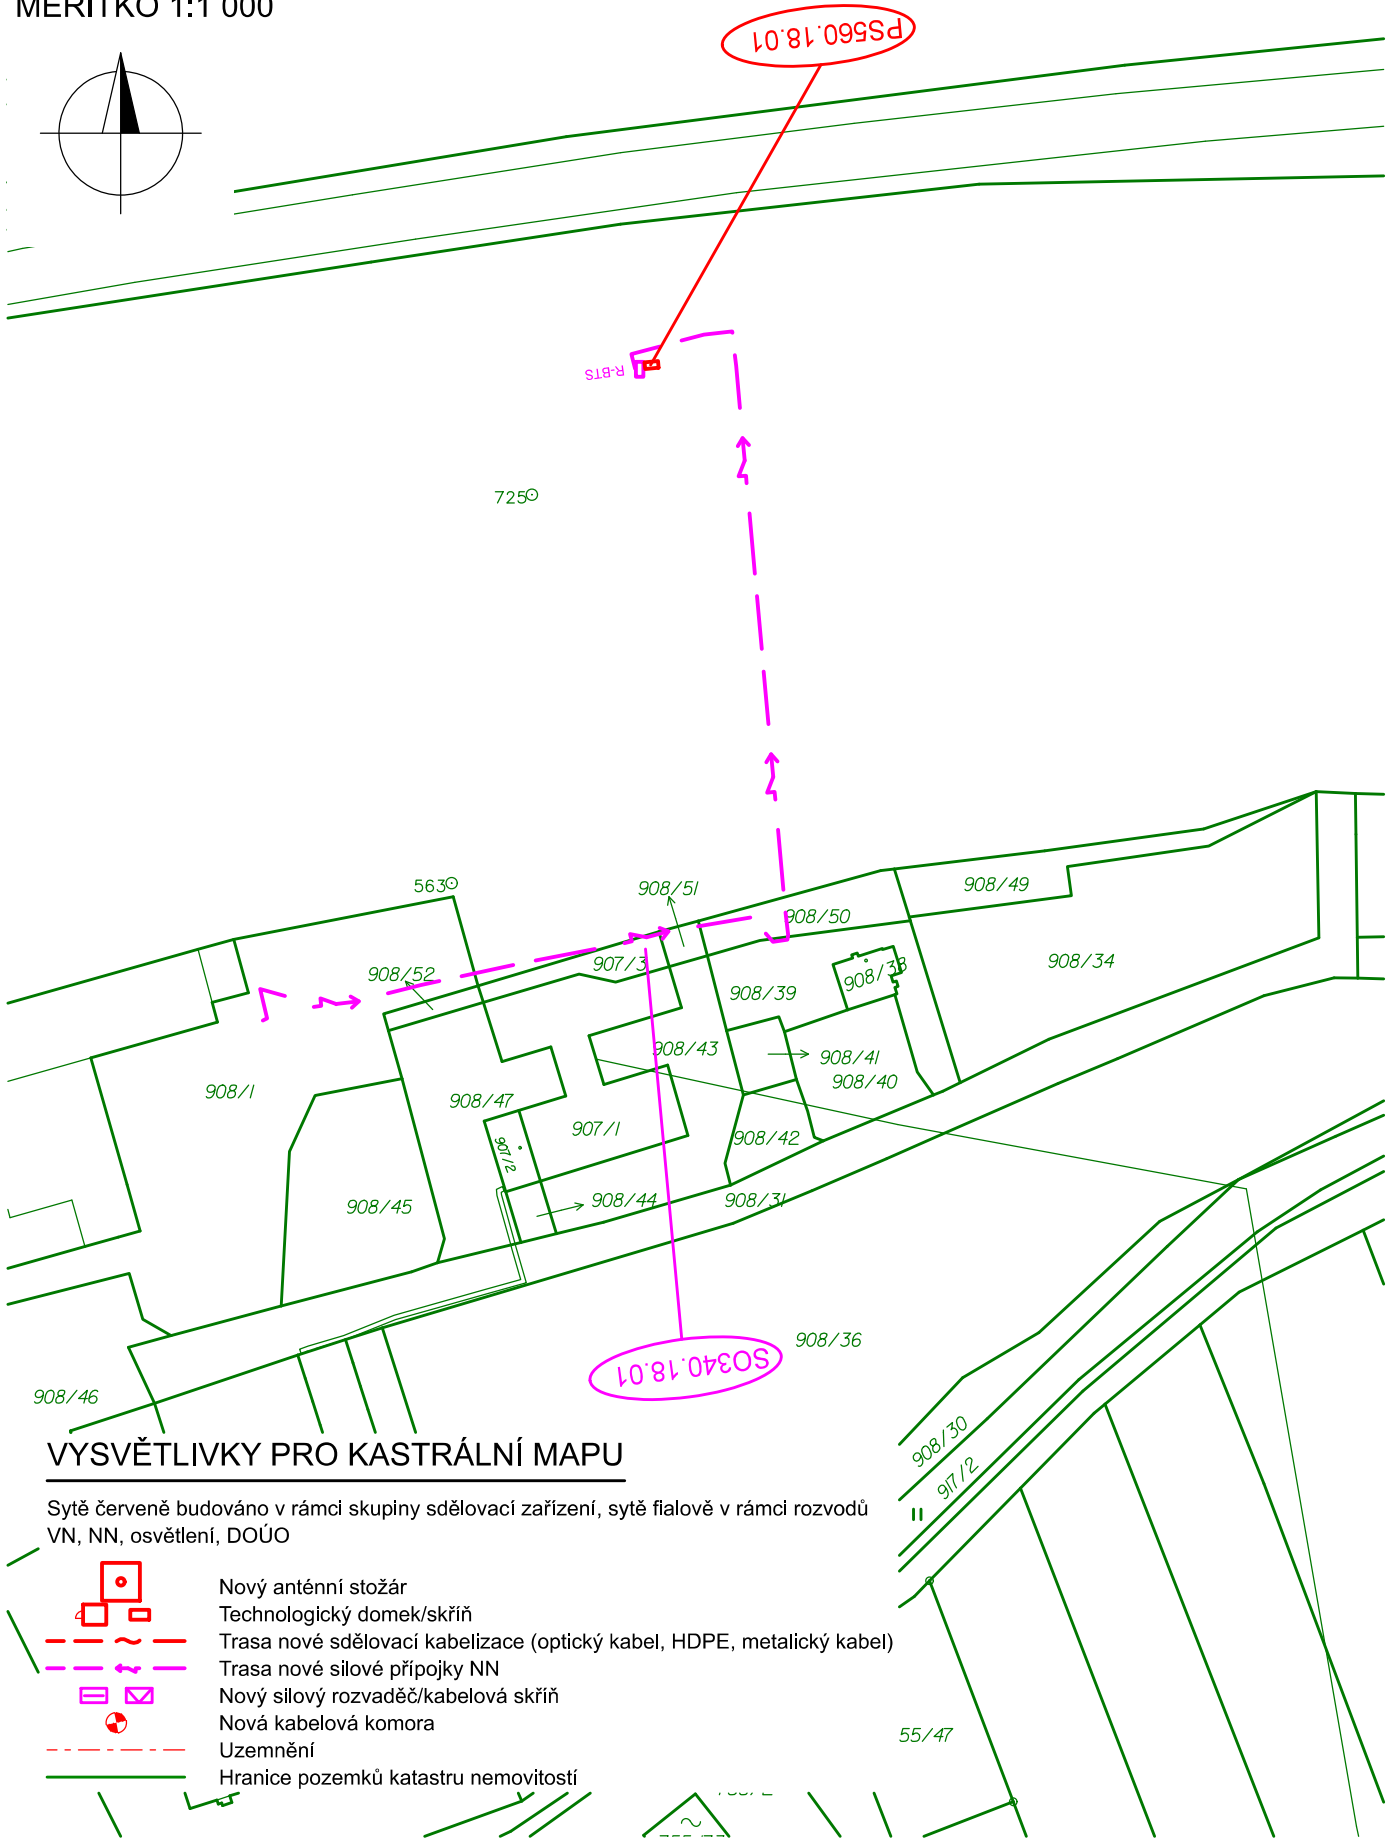 MĚŘÍTKO 1:1 000
PS560.18.01
R-BTS
725
563
908/51
908/50
908/49
908/52
907/3
908/39
908/38
908/34
908/43
908/41
908/40
908/1
908/47
907/1
908/42
907/2
908/45
908/44
908/31
SO340.18.01
908/36
908/46
908/30
917/2
VYSVĚTLIVKY PRO KASTRÁLNÍ MAPU
Sytě červeně budováno v rámci skupiny sdělovací zařízení, sytě fialově v rámci rozvodů
VN, NN, osvětlení, DOÚO
Nový anténní stožár
Technologický domek/skříň
Trasa nové sdělovací kabelizace (optický kabel, HDPE, metalický kabel)
Trasa nové silové přípojky NN
Nový silový rozvaděč/kabelová skříň
Nová kabelová komora
Uzemnění
Hranice pozemků katastru nemovitostí
55/47